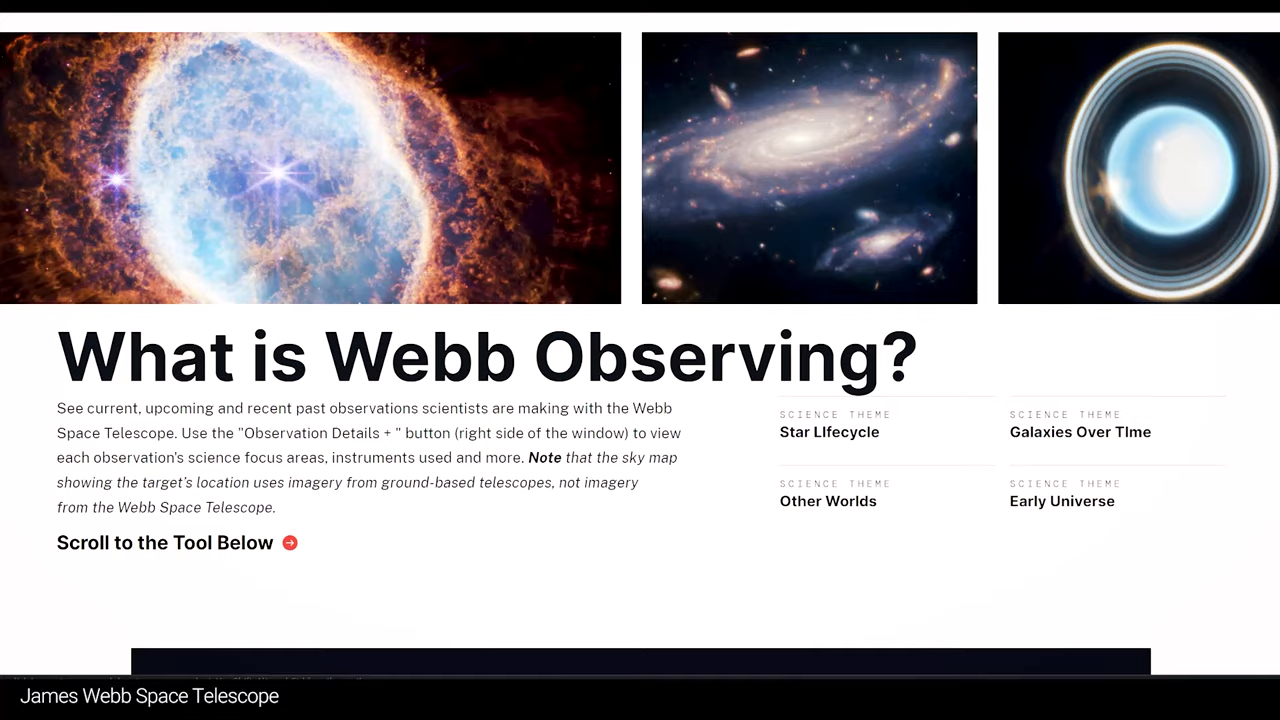 What is Webb Observing?
See current, upcoming and recent past observations scientists are making with the Webb
Space Telescope. Use the "Observation Details + " button (right side of the window) to view
each observation's science focus areas, instruments used and more. Note that the sky map
showing the target's location uses imagery from ground-based telescopes, not imagery
from the Webb Space Telescope.
Scroll to the Tool Below
SCIENCE THEME
Star LIfecycle
SCIENCE THEME
Galaxies Over TIme
SCIENCE THEME
Other Worlds
SCIENCE THEME
Early Universe
James Webb Space Telescope